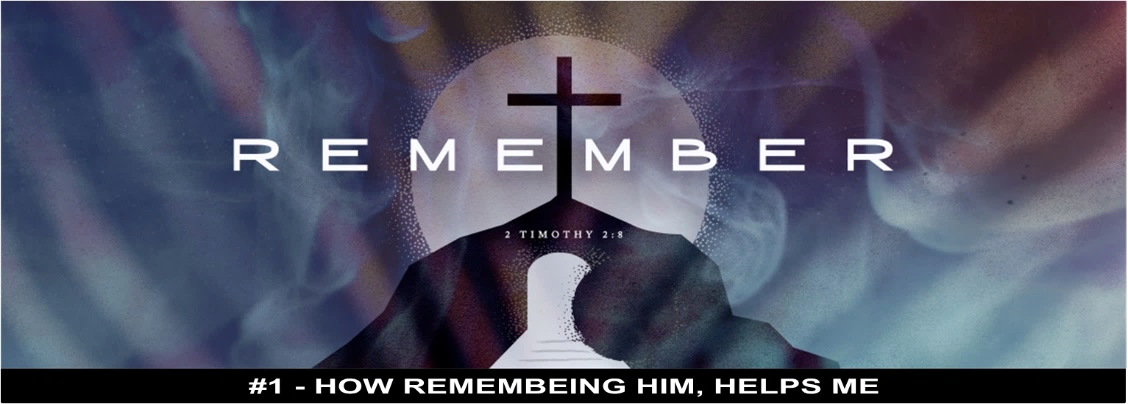 REMEMBER
2 TIMOTHY 2:8
#1 - HOW REMEMBEING HIM, HELPS ME